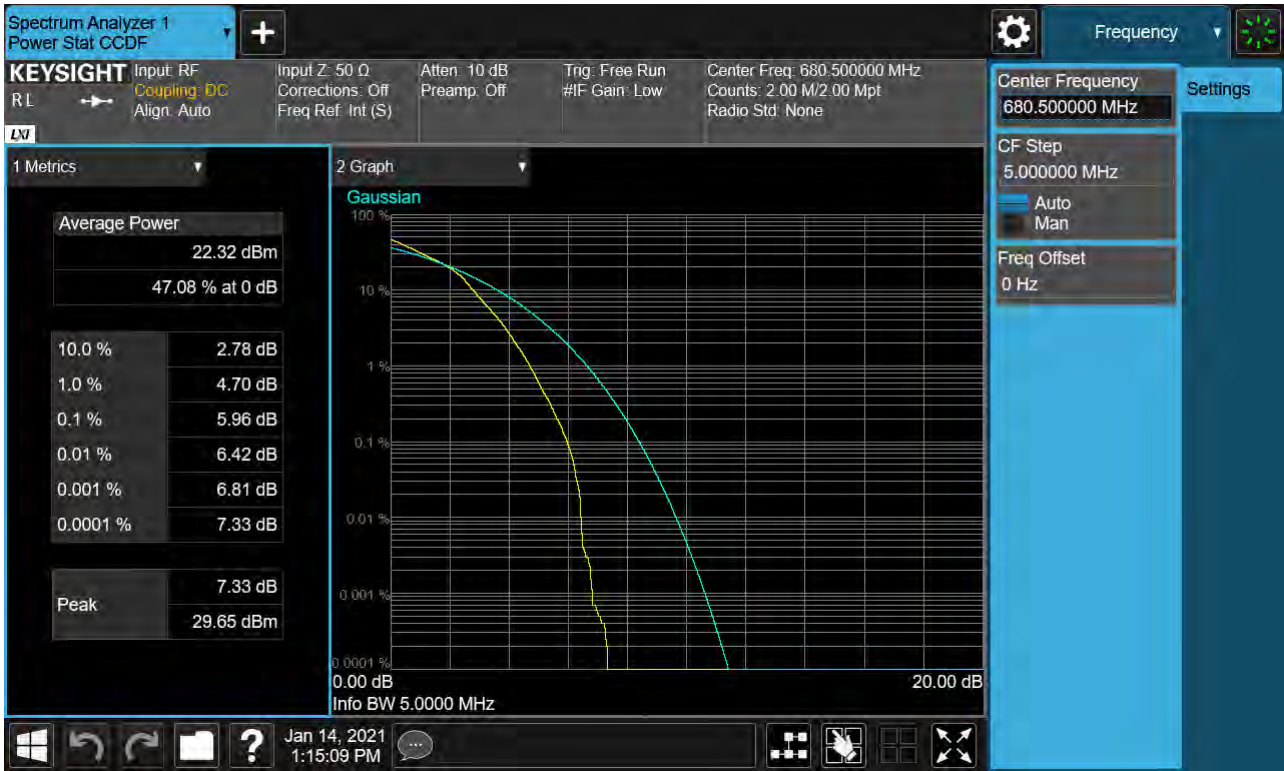 Spectrum Analyzer 1
Power Stat CCDF
+
Frequency
KEYSIGHT
R L
LXI
Input: RF
Coupling: DC
Align: Auto
Input Z: 50 Ω
Corrections: Off
Freq Ref: Int (S)
Atten: 10 dB
Preamp: Off
Trig: Free Run
#IF Gain: Low
Center Freq: 680.500000 MHz
Counts: 2.00 M/2.00 Mpt
Radio Std: None
Center Frequency
680.500000 MHz
Settings
CF Step
5.000000 MHz
Auto
Man
Freq Offset
0 Hz
1 Metrics
Average Power
22.32 dBm
47.08 % at 0 dB
10.0 % 2.78 dB
1.0 % 4.70 dB
0.1 % 5.96 dB
0.01 % 6.42 dB
0.001 % 6.81 dB
0.0001 % 7.33 dB
Peak
7.33 dB
29.65 dBm
2 Graph
Gaussian
100 %
10 %
1 %
0.1 %
0.01 %
0.001 %
0.0001 %
0.00 dB 20.00 dB
Info BW 5.0000 MHz
?
Jan 14, 2021
1:15:09 PM